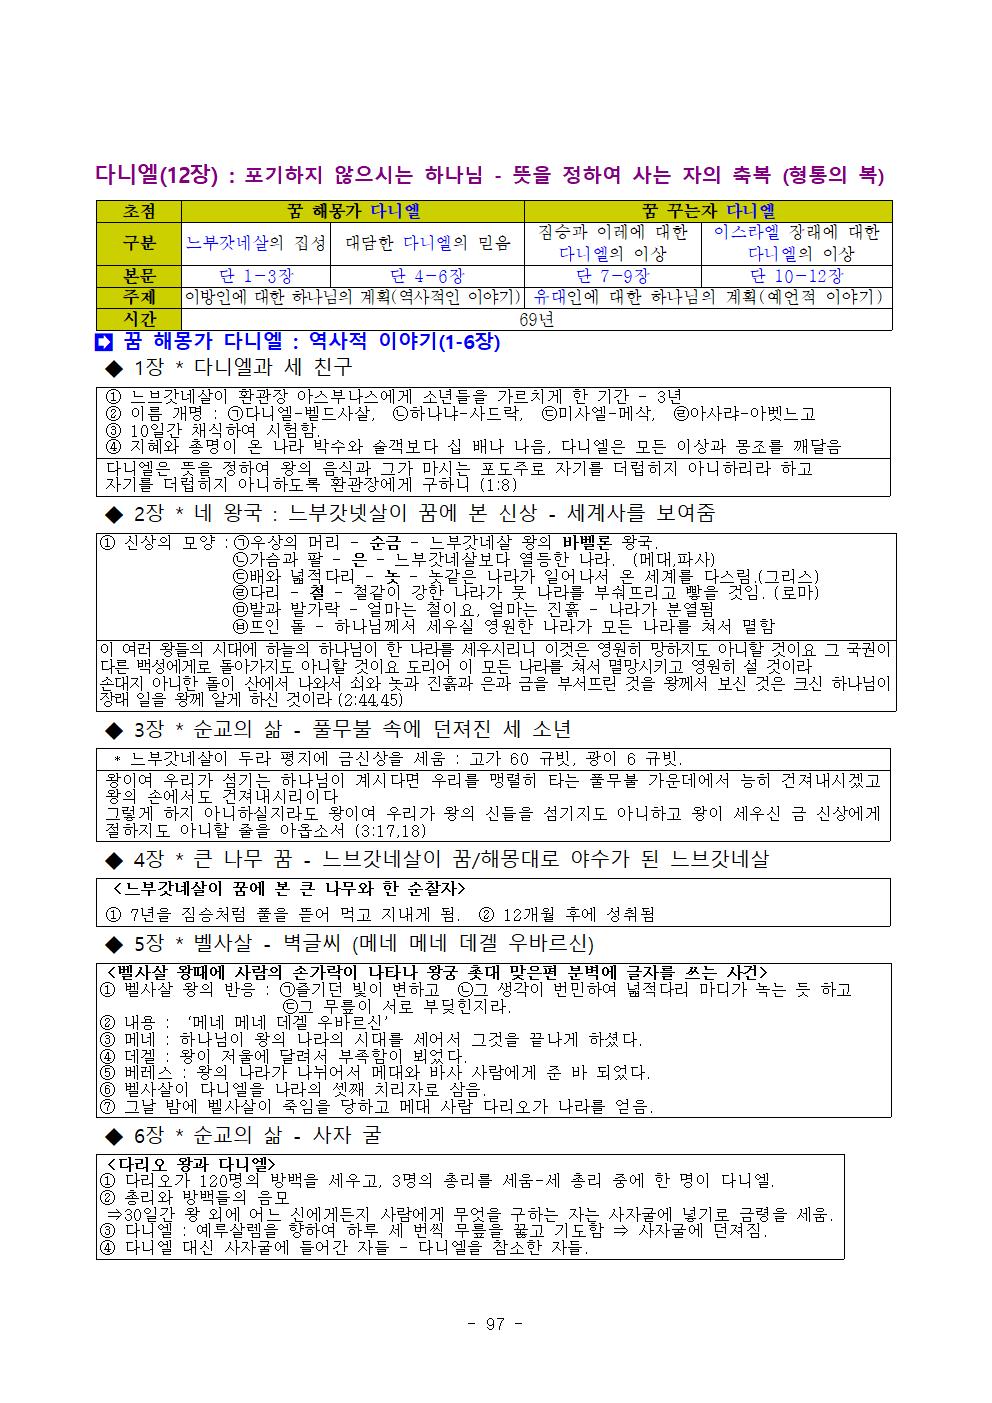 다니엘(12장) : 포기하지 않으시는 하나님 - 뜻을 정하여 사는 자의 축복 (형통의 복)
초점 꿈 해몽가 다니엘 꿈 꾸는자 다니엘
구분 느부갓네살의 집성 대담한 다니엘의 믿음 짐승과 이레에 대한 다니엘의 이상 이스라엘 장래에 대한 다니엘의 이상
본문 단 1-3장 단 4-6장 단 7-9장 단 10-12장
주제 이방인에 대한 하나님의 계획(역사적인 이야기) 유대인에 대한 하나님의 계획(예언적 이야기)
시간 69년
➡ 꿈 해몽가 다니엘 : 역사적 이야기(1-6장)
◆ 1장 * 다니엘과 세 친구
① 느브갓네살이 환관장 아스부나스에게 소년들을 가르치게 한 기간 - 3년
② 이름 개명 : ㉠다니엘-벨드사살, ㉡하나냐-사드락, ㉢미사엘-메삭, ㉣아사랴-아벳느고
③ 10일간 채식하여 시험함.
④ 지혜와 총명이 온 나라 박수와 술객보다 십 배나 나음, 다니엘은 모든 이상과 몽조를 깨달음
다니엘은 뜻을 정하여 왕의 음식과 그가 마시는 포도주로 자기를 더럽히지 아니하리라 하고
자기를 더럽히지 아니하도록 환관장에게 구하니 (1:8)
◆ 2장 * 네 왕국 : 느부갓넷살이 꿈에 본 신상 - 세계사를 보여줌
① 신상의 모양 : ㉠우상의 머리 - 순금 - 느부갓네살 왕의 바벨론 왕국.
㉡가슴과 팔 - 은 - 느부갓네살보다 열등한 나라. (메대,파사)
㉢배와 넓적다리 - 놋 - 놋같은 나라가 일어나서 온 세계를 다스림.(그리스)
㉣다리 - 철 - 철같이 강한 나라가 뭇 나라를 부숴뜨리고 빻을 것임. (로마)
㉤발과 발가락 - 얼마는 철이요, 얼마는 진흙 - 나라가 분열됨
㉥뜨인 돌 - 하나님께서 세우실 영원한 나라가 모든 나라를 쳐서 멸함
이 여러 왕들의 시대에 하늘의 하나님이 한 나라를 세우시리니 이것은 영원히 망하지도 아니할 것이요 그 국권이
다른 백성에게로 돌아가지도 아니할 것이요 도리어 이 모든 나라를 쳐서 멸망시키고 영원히 설 것이라
손대지 아니한 돌이 산에서 나와서 쇠와 놋과 진흙과 은과 금을 부서뜨린 것을 왕께서 보신 것은 크신 하나님이
장래 일을 왕께 알게 하신 것이라 (2:44,45)
◆ 3장 * 순교의 삶 - 풀무불 속에 던져진 세 소년
* 느부갓네살이 두라 평지에 금신상을 세움 : 고가 60 규빗, 광이 6 규빗.
왕이여 우리가 섬기는 하나님이 계시다면 우리를 맹렬히 타는 풀무불 가운데에서 능히 건져내시겠고
왕의 손에서도 건져내시리이다
그렇게 하지 아니하실지라도 왕이여 우리가 왕의 신들을 섬기지도 아니하고 왕이 세우신 금 신상에게
절하지도 아니할 줄을 아옵소서 (3:17,18)
◆ 4장 * 큰 나무 꿈 - 느브갓네살이 꿈/해몽대로 야수가 된 느브갓네살
<느부갓네살이 꿈에 본 큰 나무와 한 순찰자>
① 7년을 짐승처럼 풀을 뜯어 먹고 지내게 됨. ② 12개월 후에 성취됨
◆ 5장 * 벨사살 - 벽글씨 (메네 메네 데겔 우바르신)
<벨사살 왕때에 사람의 손가락이 나타나 왕궁 촛대 맞은편 분벽에 글자를 쓰는 사건>
① 벨사살 왕의 반응 : ㉠즐기던 빛이 변하고 ㉡그 생각이 번민하여 넓적다리 마디가 녹는 듯 하고
㉢그 무릎이 서로 부딪힌지라.
② 내용 : ‘메네 메네 데겔 우바르신’
③ 메네 : 하나님이 왕의 나라의 시대를 세어서 그것을 끝나게 하셨다.
④ 데겔 : 왕이 저울에 달려서 부족함이 뵈었다.
⑤ 베레스 : 왕의 나라가 나뉘어서 메대와 바사 사람에게 준 바 되었다.
⑥ 벨사살이 다니엘을 나라의 셋째 치리자로 삼음.
⑦ 그날 밤에 벨사살이 죽임을 당하고 메대 사람 다리오가 나라를 얻음.
◆ 6장 * 순교의 삶 - 사자 굴
<다리오 왕과 다니엘>
① 다리오가 120명의 방백을 세우고, 3명의 총리를 세움-세 총리 중에 한 명이 다니엘.
② 총리와 방백들의 음모
⇒30일간 왕 외에 어느 신에게든지 사람에게 무엇을 구하는 자는 사자굴에 넣기로 금령을 세움.
③ 다니엘 : 예루살렘을 향하여 하루 세 번씩 무릎을 꿇고 기도함 ⇒ 사자굴에 던져짐.
④ 다니엘 대신 사자굴에 들어간 자들 - 다니엘을 참소한 자들.
- 97 -